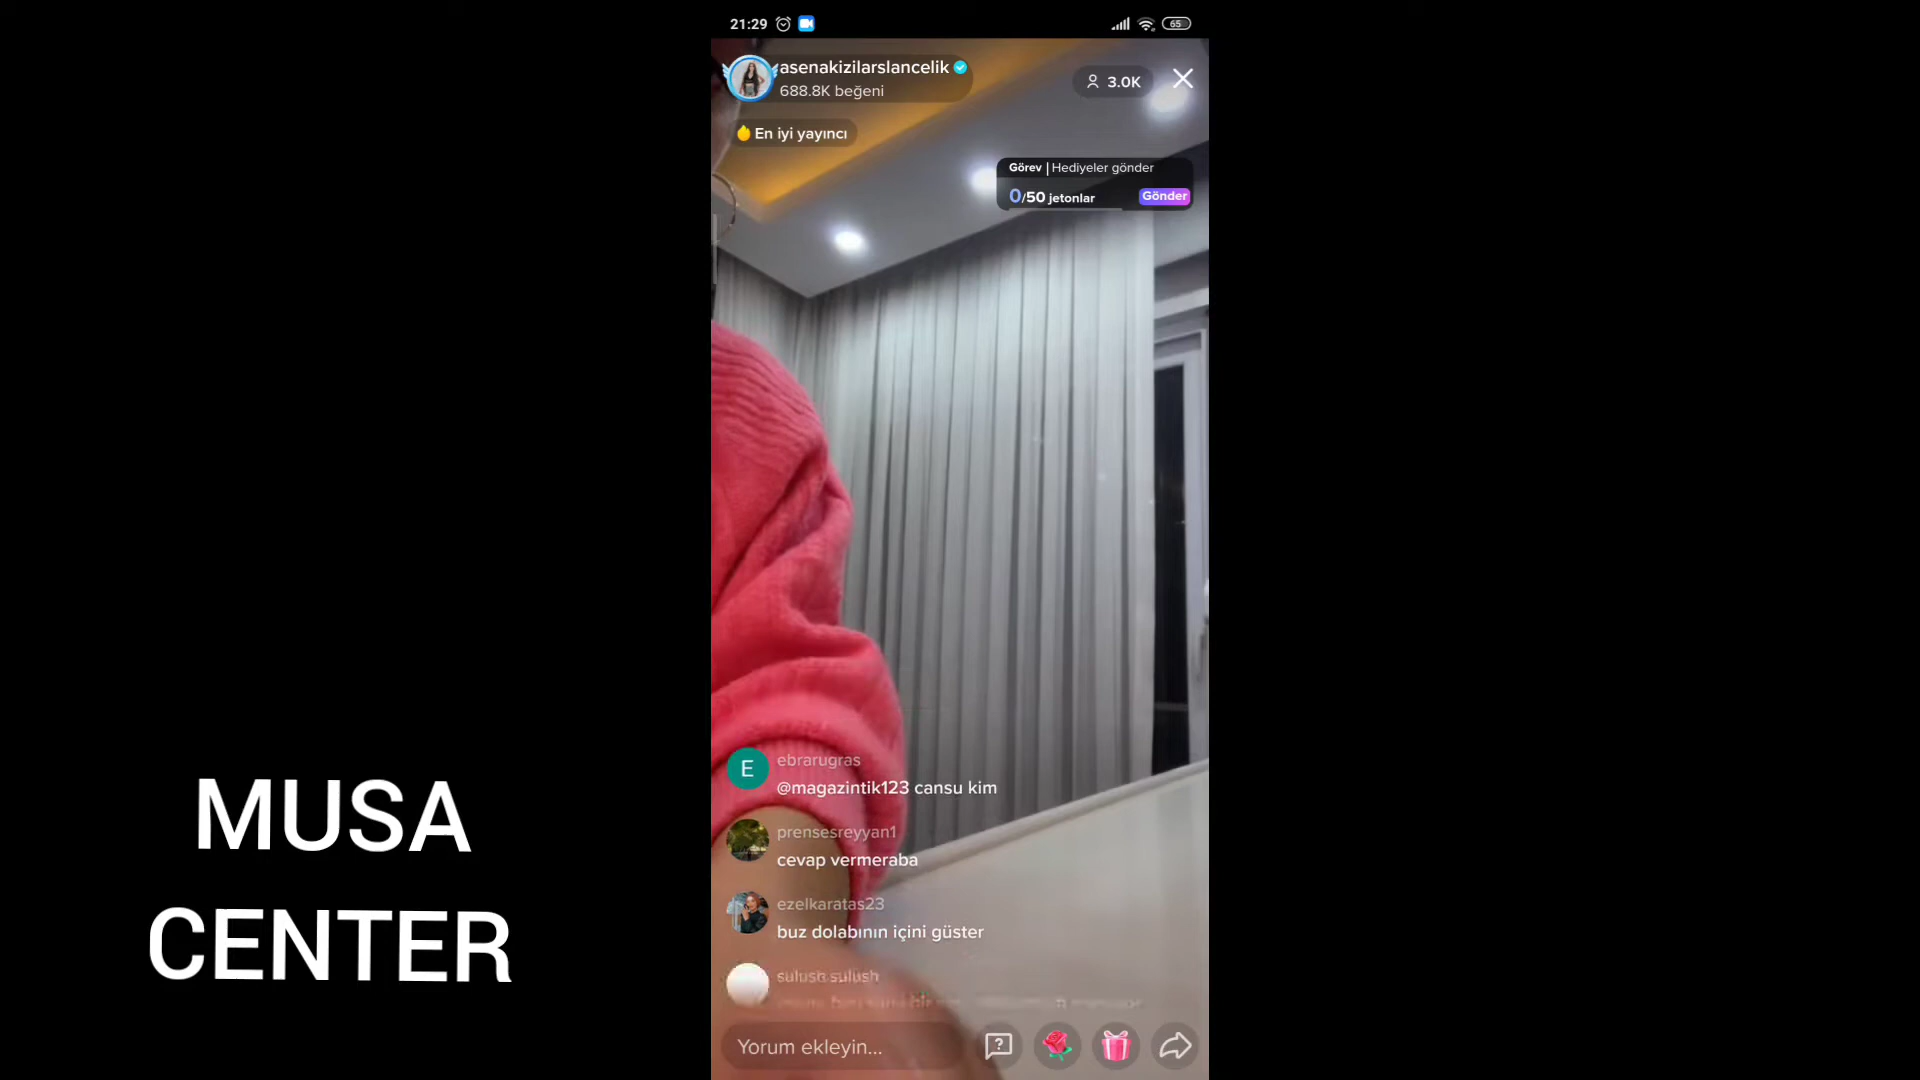 21:29
65
asenakizilarslancelik
688.8K beğeni
3.0K
En iyi yayıncı
Görev | Hediyeler gönder
0/50 jetonlar
Gönder
ebrarugras
@magazintik123 cansu kim
prensesreyyan1
cevap vermeraba
ezelkaratas23
buz dolabının içini güster
sulush sulush
Yorum ekleyin...
MUSA
CENTER